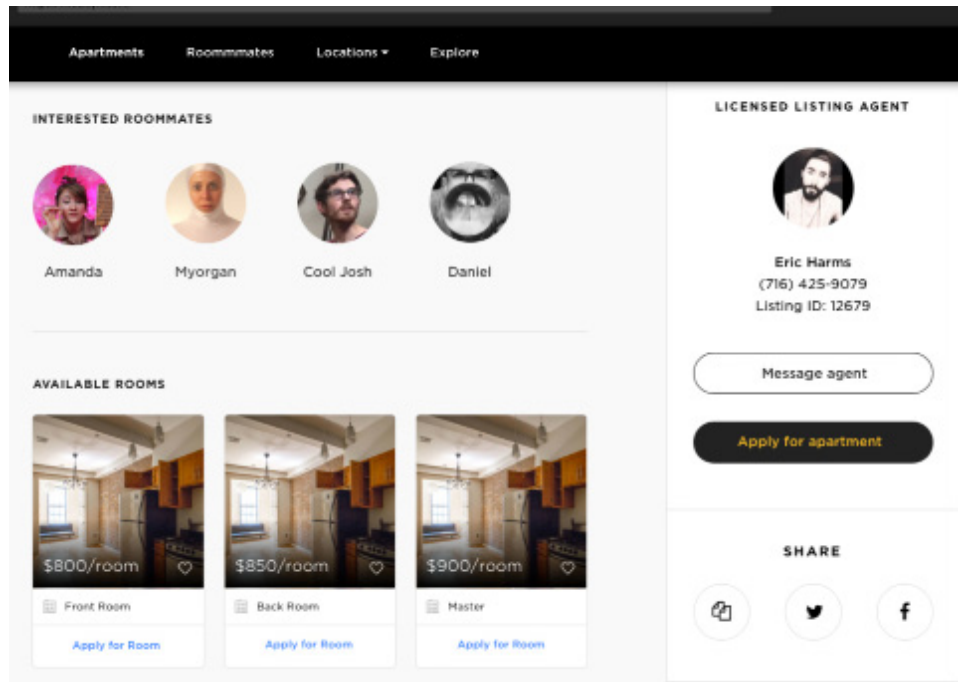 Apartments Roommmates Locations Explore
INTERESTED ROOMMATES
Amanda Myorgan Cool Josh Daniel
AVAILABLE ROOMS
$800/room $850/room $900/room
Front Room Back Room Master
Apply for Room Apply for Room Apply for Room
LICENSED LISTING AGENT
Eric Harms
(716) 425-9079
Listing ID: 12679
Message agent
Apply for apartment
SHARE